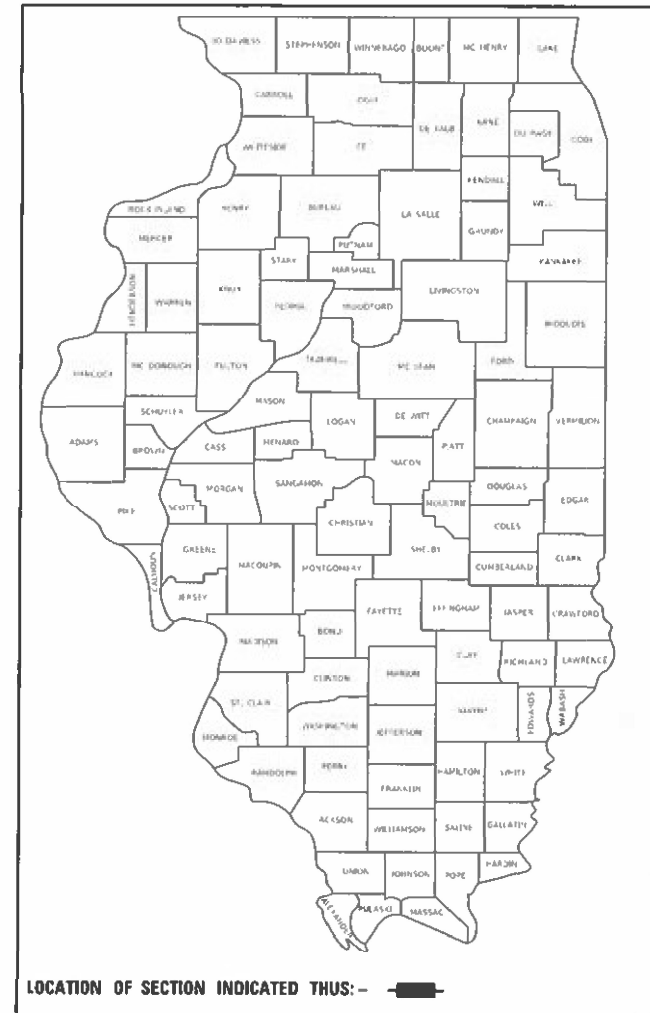 JO DAVIESS
STEPHENSON
WINNEBAGO
BOONE
MC HENRY
LAKE
CARROLL
OGLE
DE KALB
KANE
DU PAGE
COOK
WHITESIDE
LEE
KENDALL
WILL
ROCK ISLAND
HENRY
BUREAU
LA SALLE
GRUNDY
MERCER
PUTNAM
STARK
MARSHALL
KANKAKEE
HENDERSON
WARREN
KNOX
PEORIA
WOODFORD
LIVINGSTON
IROQUOIS
HANCOCK
MC DONOUGH
FULTON
TAZEWELL
MC LEAN
FORD
SCHUYLER
MASON
LOGAN
DE WITT
CHAMPAIGN
VERMILION
ADAMS
BROWN
CASS
MENARD
PIATT
MACON
MORGAN
SANGAMON
DOUGLAS
PIKE
SCOTT
MOULTRIE
EDGAR
CHRISTIAN
COLES
GREENE
MACOUPIN
MONTGOMERY
SHELBY
CUMBERLAND
CLARK
CALHOUN
JERSEY
FAYETTE
EFFINGHAM
JASPER
CRAWFORD
MADISON
BOND
CLAY
RICHLAND
LAWRENCE
CLINTON
MARION
ST. CLAIR
WAYNE
EDWARDS
WABASH
WASHINGTON
JEFFERSON
MONROE
RANDOLPH
PERRY
HAMILTON
WHITE
FRANKLIN
JACKSON
WILLIAMSON
SALINE
GALLATIN
UNION
JOHNSON
POPE
HARDIN
ALEXANDER
PULASKI
MASSAC
LOCATION OF SECTION INDICATED THUS: -